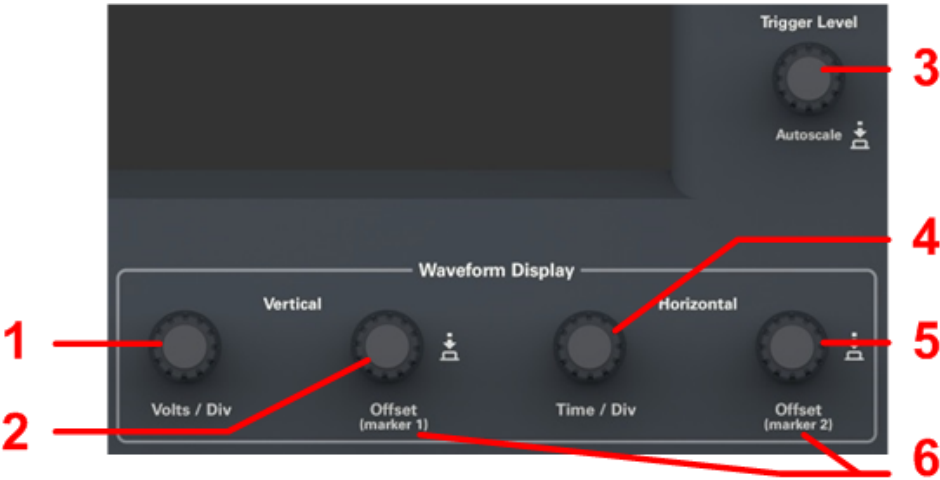 Trigger Level
3
Autoscale
4
Waveform Display
Vertical
Horizontal
1
5
Volts / Div
Offset
(marker 1)
Time / Div
Offset
(marker 2)
2
6